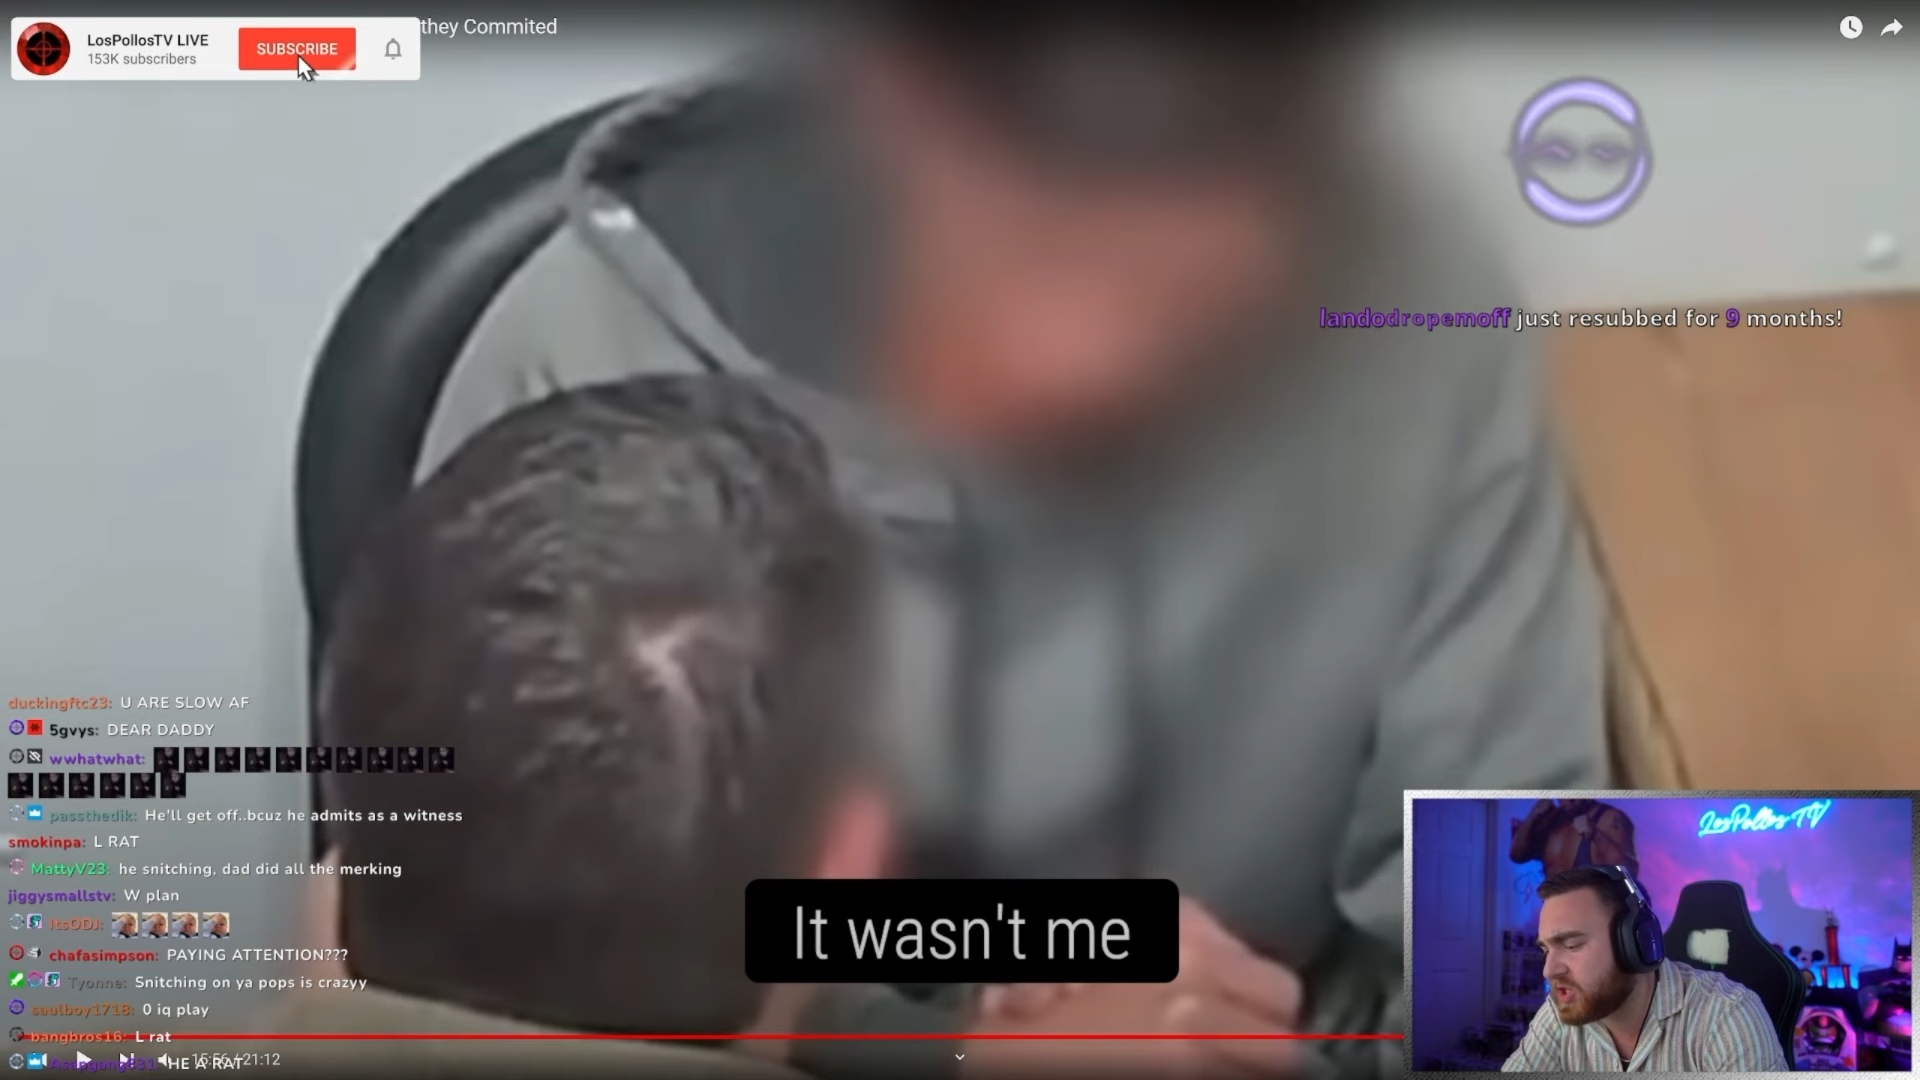 they Commited
LosPollosTV LIVE
153K subscribers
SUBSCRIBE
landodropemoff just resubbed for 9 months!
duckingftc23: U ARE SLOW AF
5gvys: DEAR DADDY
wwhatwhat:
passthedik: He'll get off..bcuz he admits as a witness
smokinpa: L RAT
MattyV23: he snitching, dad did all the merking
jiggysmallstv: W plan
ItsODJ:
chafasimpson: PAYING ATTENTION???
Tyonne: Snitching on ya pops is crazyy
saulboy1718: 0 iq play
bangbros16: L rat
Asupgang831: HE A RAT
15:56 / 21:12
It wasn't me
LosPollos TV